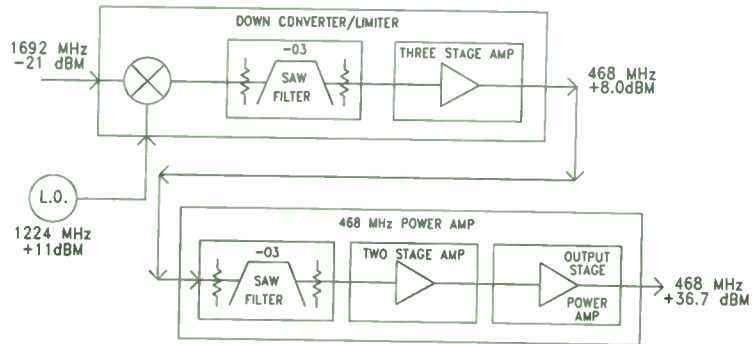 DOWN CONVERTER/LIMITER
1692 MHz
-21 dBM
-03
SAW
FILTER
THREE STAGE AMP
468 MHz
+8.0dBM
L.O.
1224 MHz
+11dBM
468 MHz POWER AMP
-03
SAW
FILTER
TWO STAGE AMP
OUTPUT
STAGE
POWER
AMP
468 MHz
+36.7 dBM